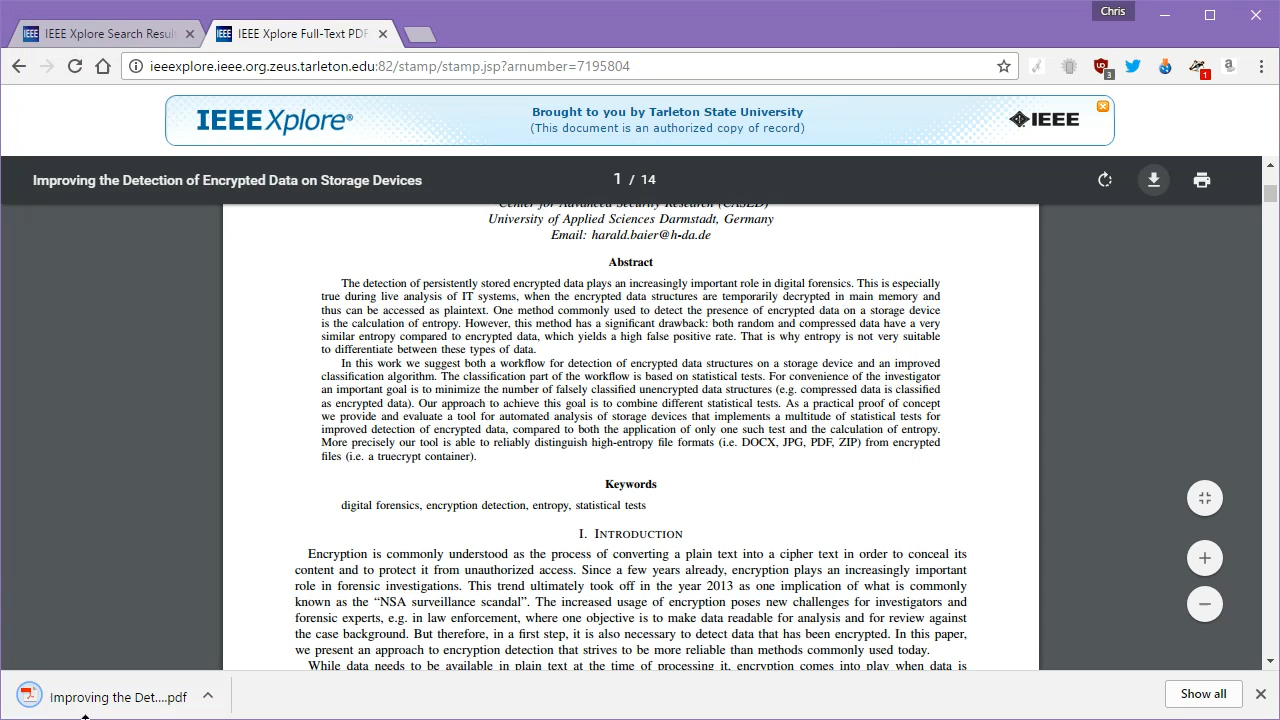 Chris
IEEE Xplore Search Resul
IEEE Xplore Full-Text PDF
ieeexplore.ieee.org.zeus.tarleton.edu:82/stamp/stamp.jsp?arnumber=7195804
3
1
a
IEEE Xplore®
Brought to you by Tarleton State University
(This document is an authorized copy of record)
IEEE
Improving the Detection of Encrypted Data on Storage Devices
1 / 14
Center for Advanced Security Research (CASED)
University of Applied Sciences Darmstadt, Germany
Email: harald.baier@h-da.de
Abstract
The detection of persistently stored encrypted data plays an increasingly important role in digital forensics. This is especially
true during live analysis of IT systems, when the encrypted data structures are temporarily decrypted in main memory and
thus can be accessed as plaintext. One method commonly used to detect the presence of encrypted data on a storage device
is the calculation of entropy. However, this method has a significant drawback: both random and compressed data have a very
similar entropy compared to encrypted data, which yields a high false positive rate. That is why entropy is not very suitable
to differentiate between these types of data.
In this work we suggest both a workflow for detection of encrypted data structures on a storage device and an improved
classification algorithm. The classification part of the workflow is based on statistical tests. For convenience of the investigator
an important goal is to minimize the number of falsely classified unencrypted data structures (e.g. compressed data is classified
as encrypted data). Our approach to achieve this goal is to combine different statistical tests. As a practical proof of concept
we provide and evaluate a tool for automated analysis of storage devices that implements a multitude of statistical tests for
improved detection of encrypted data, compared to both the application of only one such test and the calculation of entropy.
More precisely our tool is able to reliably distinguish high-entropy file formats (i.e. DOCX, JPG, PDF, ZIP) from encrypted
files (i.e. a truecrypt container).
Keywords
digital forensics, encryption detection, entropy, statistical tests
I. INTRODUCTION
Encryption is commonly understood as the process of converting a plain text into a cipher text in order to conceal its
content and to protect it from unauthorized access. Since a few years already, encryption plays an increasingly important
role in forensic investigations. This trend ultimately took off in the year 2013 as one implication of what is commonly
known as the “NSA surveillance scandal”. The increased usage of encryption poses new challenges for investigators and
forensic experts, e.g. in law enforcement, where one objective is to make data readable for analysis and for review against
the case background. But therefore, in a first step, it is also necessary to detect data that has been encrypted. In this paper,
we present an approach to encryption detection that strives to be more reliable than methods commonly used today.
While data needs to be available in plain text at the time of processing it, encryption comes into play when data is
Improving the Det....pdf
Show all